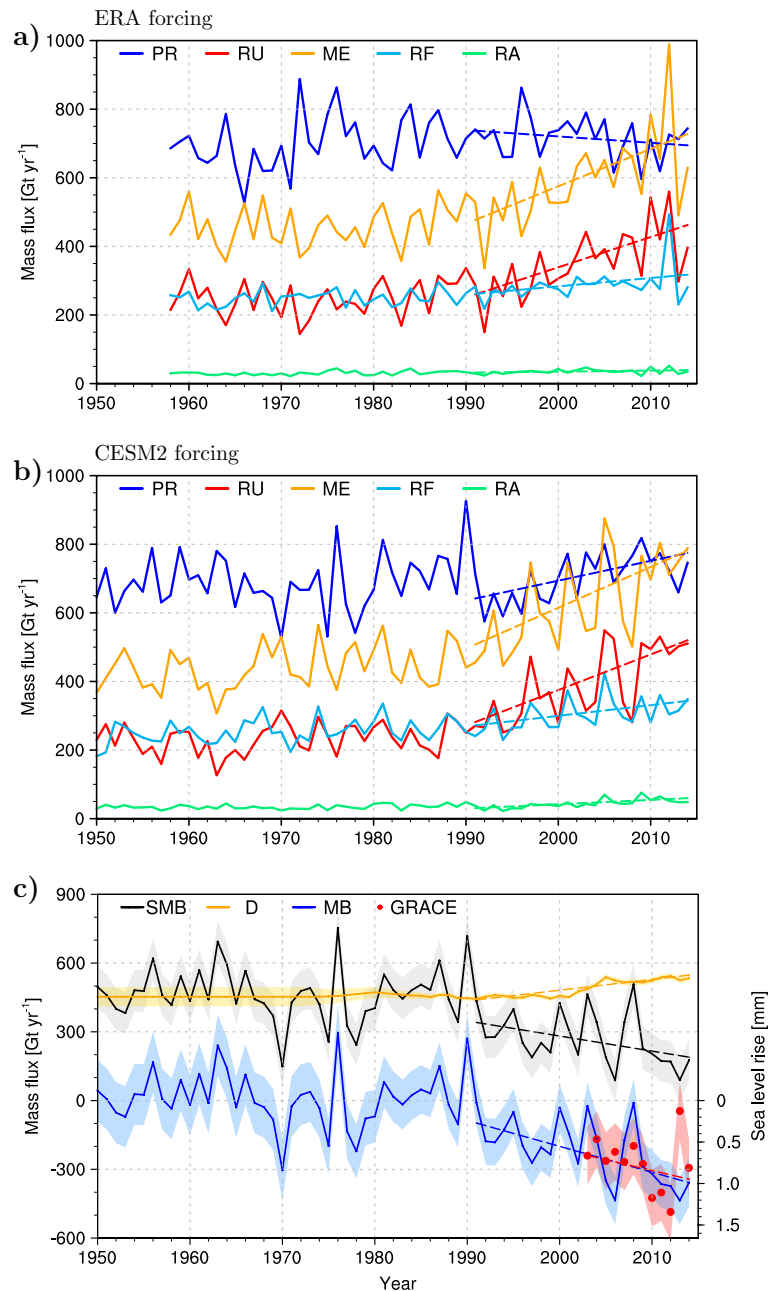 ERA forcing
a)
PR RU ME RF RA
1000
800
600
400
200
0
Mass flux [Gt yr⁻¹]
1950 1960 1970 1980 1990 2000 2010
CESM2 forcing
b)
PR RU ME RF RA
1000
800
600
400
200
0
Mass flux [Gt yr⁻¹]
1950 1960 1970 1980 1990 2000 2010
c)
SMB D MB GRACE
900
600
300
0
-300
-600
Mass flux [Gt yr⁻¹]
0
0.5
1.0
1.5
Sea level rise [mm]
1950 1960 1970 1980 1990 2000 2010
Year